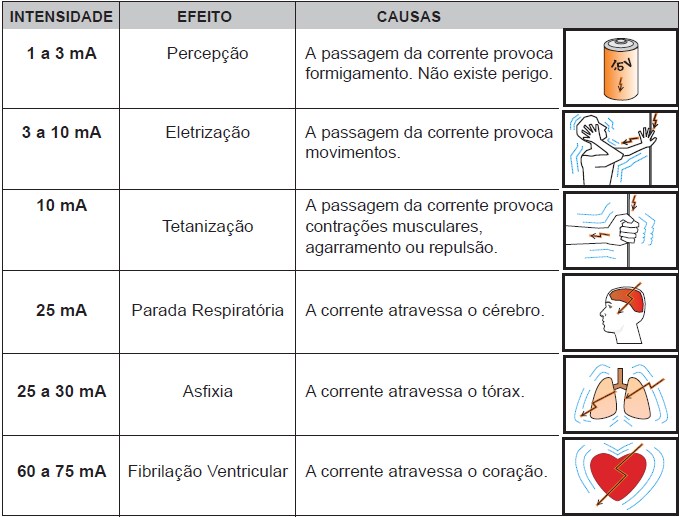 INTENSIDADE EFEITO CAUSAS
1 a 3 mA Percepção A passagem da corrente provoca
formigamento. Não existe perigo.
1,5V
3 a 10 mA Eletrização A passagem da corrente provoca
movimentos.
10 mA Tetanização A passagem da corrente provoca
contrações musculares,
agarramento ou repulsão.
25 mA Parada Respiratória A corrente atravessa o cérebro.
25 a 30 mA Asfixia A corrente atravessa o tórax.
60 a 75 mA Fibrilação Ventricular A corrente atravessa o coração.